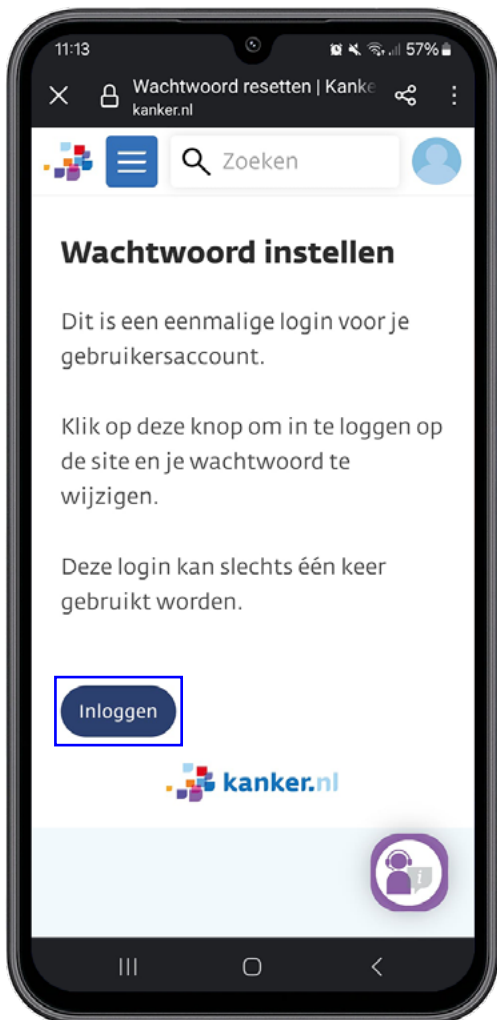 11:13
57%
Wachtwoord resetten | Kanke
kanker.nl
Zoeken
Wachtwoord instellen
Dit is een eenmalige login voor je
gebruikersaccount.
Klik op deze knop om in te loggen op
de site en je wachtwoord te
wijzigen.
Deze login kan slechts één keer
gebruikt worden.
Inloggen
kanker.nl
i